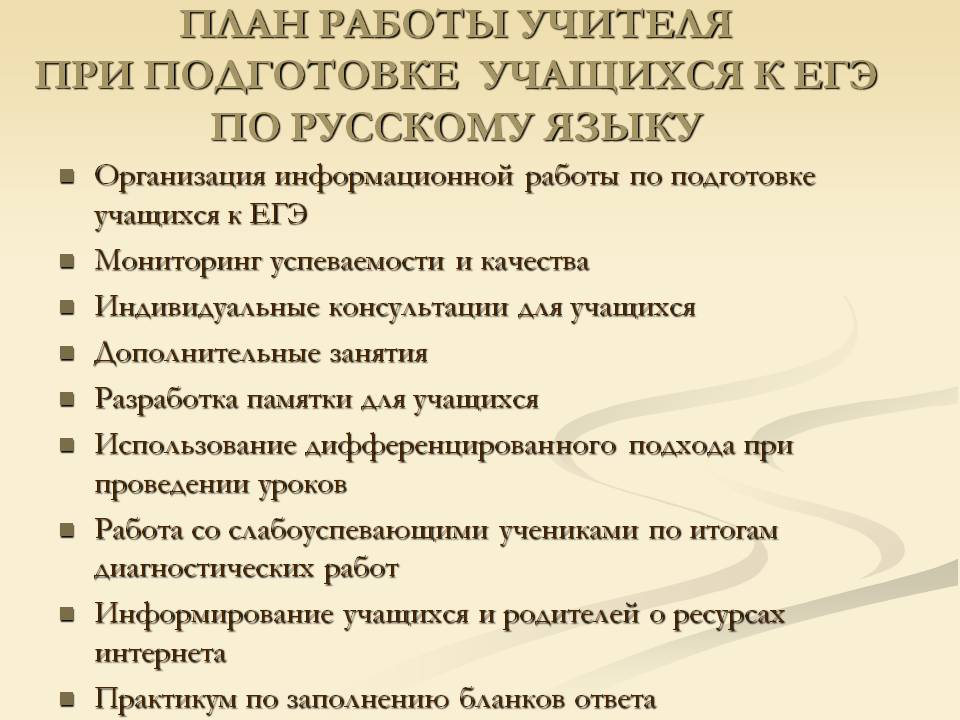 ПЛАН РАБОТЫ УЧИТЕЛЯ
ПРИ ПОДГОТОВКЕ УЧАЩИХСЯ К ЕГЭ
ПО РУССКОМУ ЯЗЫКУ
Организация информационной работы по подготовке
учащихся к ЕГЭ
Мониторинг успеваемости и качества
Индивидуальные консультации для учащихся
Дополнительные занятия
Разработка памятки для учащихся
Использование дифференцированного подхода при
проведении уроков
Работа со слабоуспевающими учениками по итогам
диагностических работ
Информирование учащихся и родителей о ресурсах
интернета
Практикум по заполнению бланков ответа